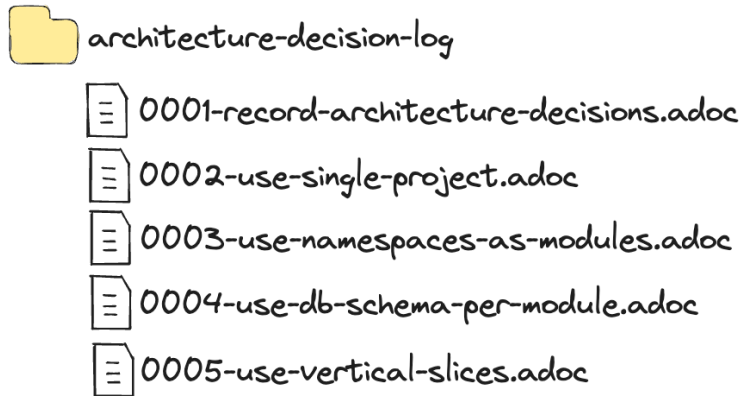 architecture-decision-log
0001-record-architecture-decisions.adoc
0002-use-single-project.adoc
0003-use-namespaces-as-modules.adoc
0004-use-db-schema-per-module.adoc
0005-use-vertical-slices.adoc